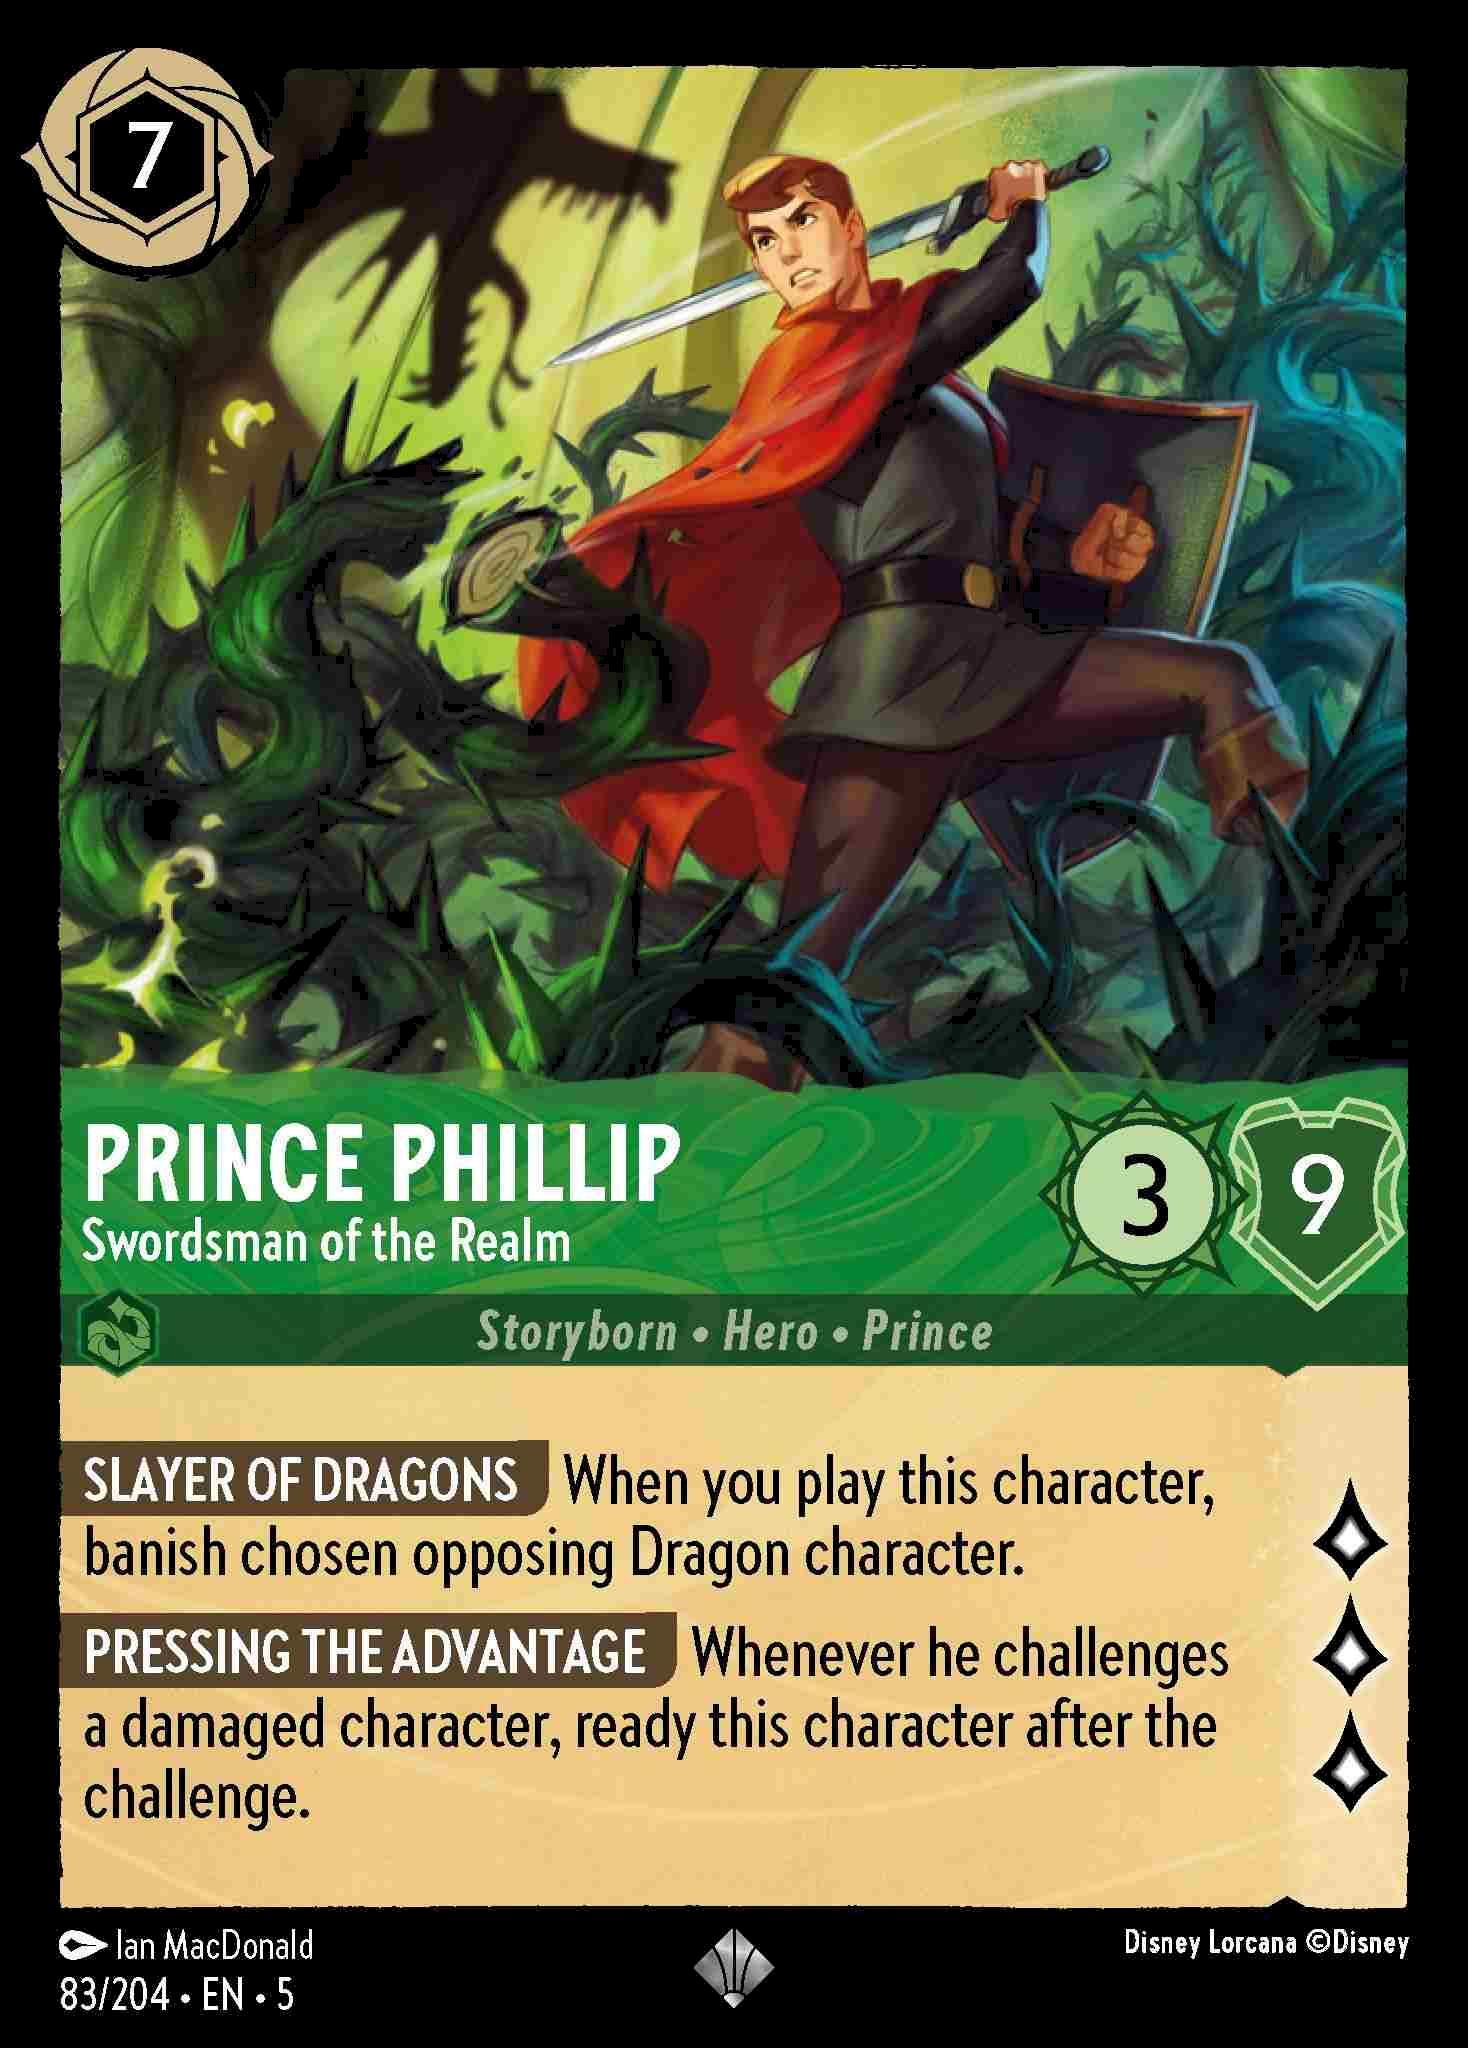 7
PRINCE PHILLIP
Swordsman of the Realm
3
9
Storyborn • Hero • Prince
SLAYER OF DRAGONS When you play this character,
banish chosen opposing Dragon character.
PRESSING THE ADVANTAGE Whenever he challenges
a damaged character, ready this character after the
challenge.
Ian MacDonald
Disney Lorcana ©Disney
83/204 • EN • 5